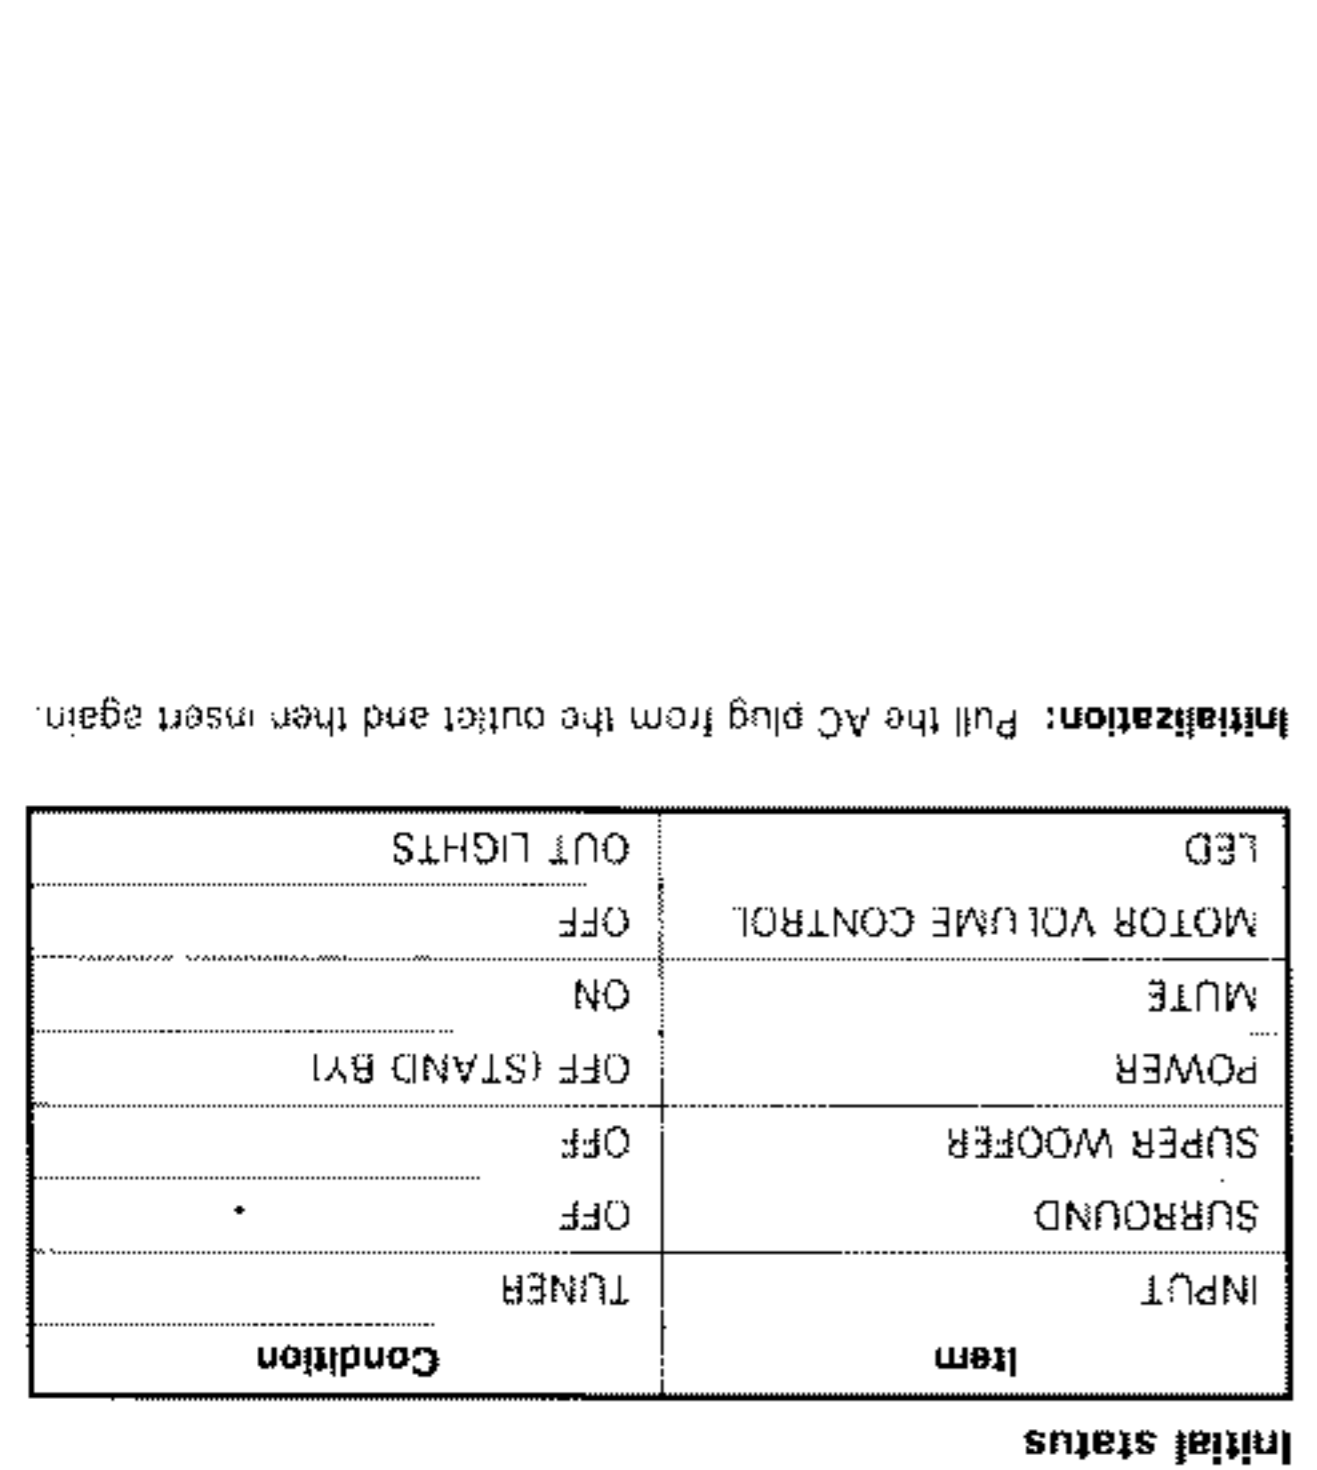 Initial status
Item Condition
INPUT TUNER
SURROUND OFF
SUPER WOOFER OFF
POWER OFF (STAND BY)
MUTE ON
MOTOR VOLUME CONTROL OFF
LED OUT LIGHTS
Initialization: Pull the AC plug from the outlet and then insert again.